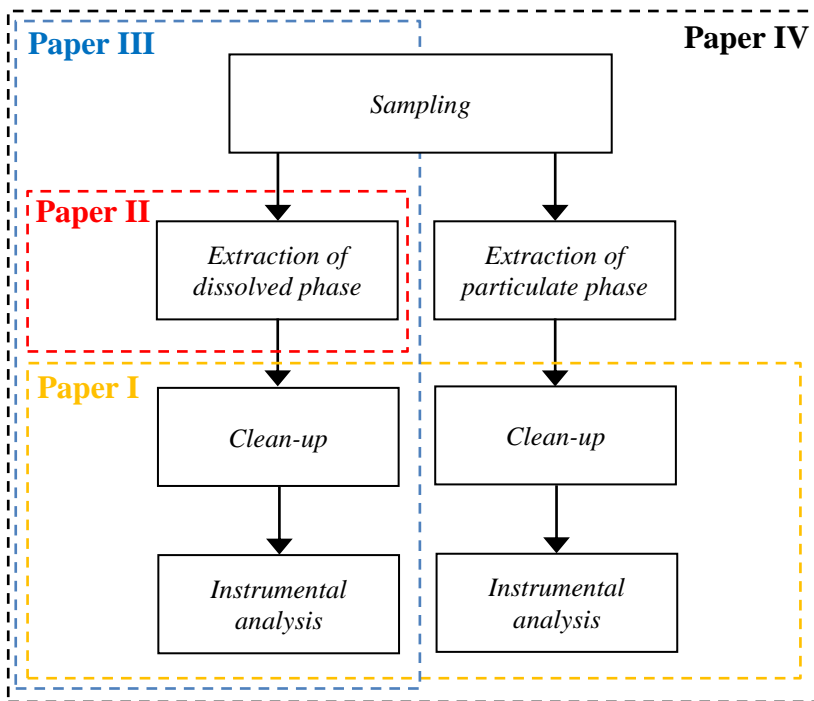 Paper III
Paper IV
Sampling
Paper II
Extraction of
dissolved phase
Extraction of
particulate phase
Paper I
Clean-up
Clean-up
Instrumental
analysis
Instrumental
analysis